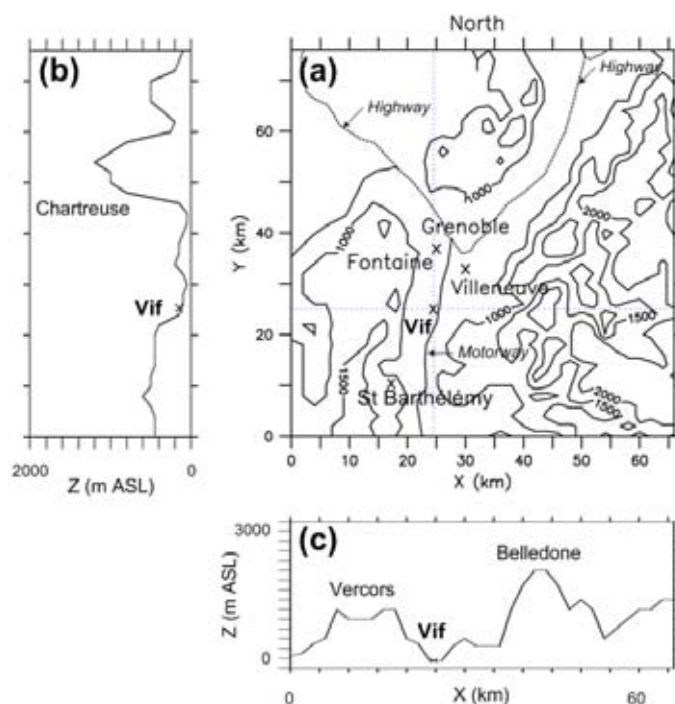 North
(b)
(a)
Highway
Highway
60
Chartreuse
1000
2000
Grenoble
40
Y (km)
1000
Fontaine
Villeneuve
Vif
Vif
1000
1500
20
Motorway
1500
2000
St Barthélémy
1500
0
2000
0
Z (m ASL)
0
10
20
30
40
50
60
X (km)
3000
(c)
Belledone
Z (m ASL)
Vercors
Vif
0
0
X (km)
60